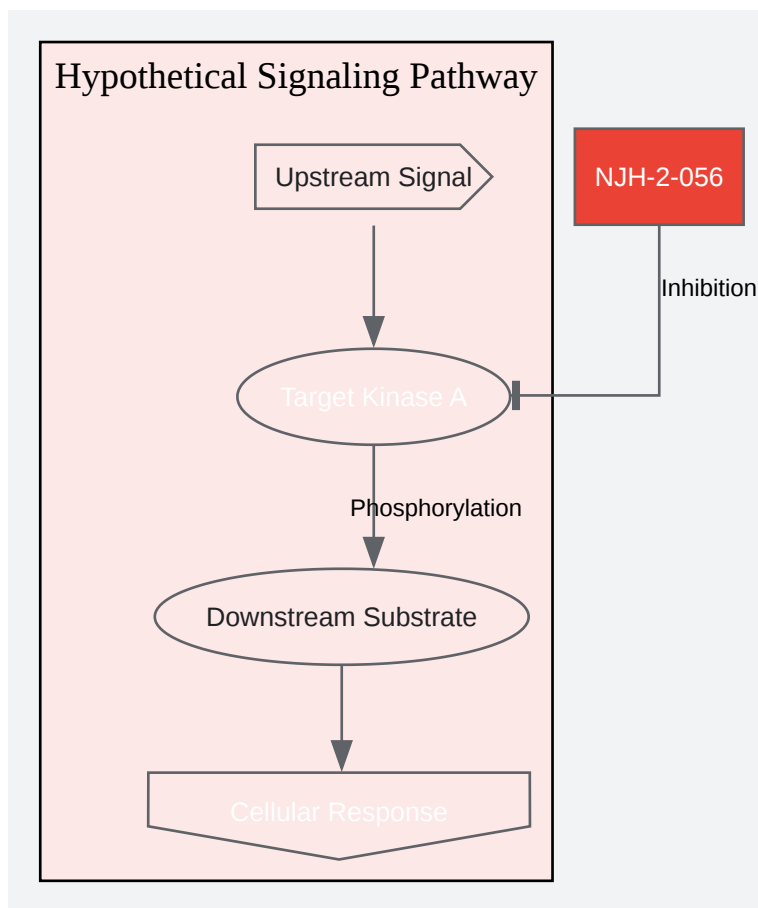 Hypothetical Signaling Pathway
Upstream Signal
NJH-2-056
Inhibition
Target Kinase A
Phosphorylation
Downstream Substrate
Cellular Response